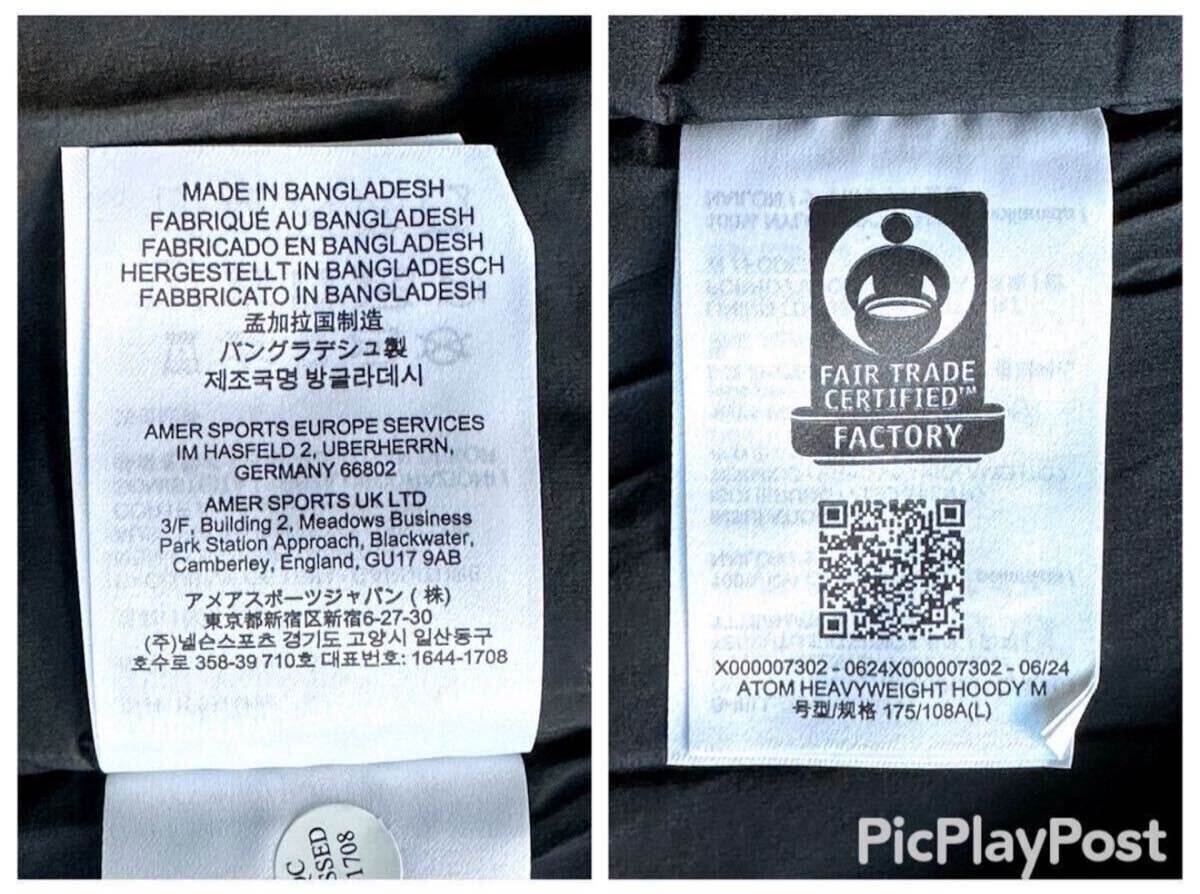 MADE IN BANGLADESH
FABRIQUÉ AU BANGLADESH
FABRICADO EN BANGLADESH
HERGESTELLT IN BANGLADESCH
FABBRICATO IN BANGLADESH
孟加拉国制造
バングラデシュ製
제조국명 방글라데시
AMER SPORTS EUROPE SERVICES
IM HASFELD 2, UBERHERRN,
GERMANY 66802
AMER SPORTS UK LTD
3/F, Building 2, Meadows Business
Park Station Approach, Blackwater,
Camberley, England, GU17 9AB
アメアスポーツジャパン (株)
東京都新宿区新宿6-27-30
(주)넬슨스포츠 경기도 고양시 일산동구
호수로 358-39 710호 대표번호: 1644-1708
1708
FAIR TRADE
CERTIFIED™
FACTORY
X000007302 - 0624X000007302 - 06/24
ATOM HEAVYWEIGHT HOODY M
号型/规格 175/108A(L)
PicPlayPost